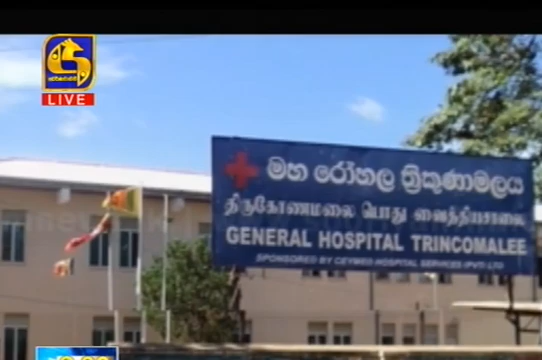 LIVE
මහ රෝහල ත්‍රිකුණාමලය
திருகோணமலை பொது வைத்தியசாலை
GENERAL HOSPITAL TRINCOMALEE
SPONSORED BY CEYMED HOSPITAL SERVICES (PVT) LTD